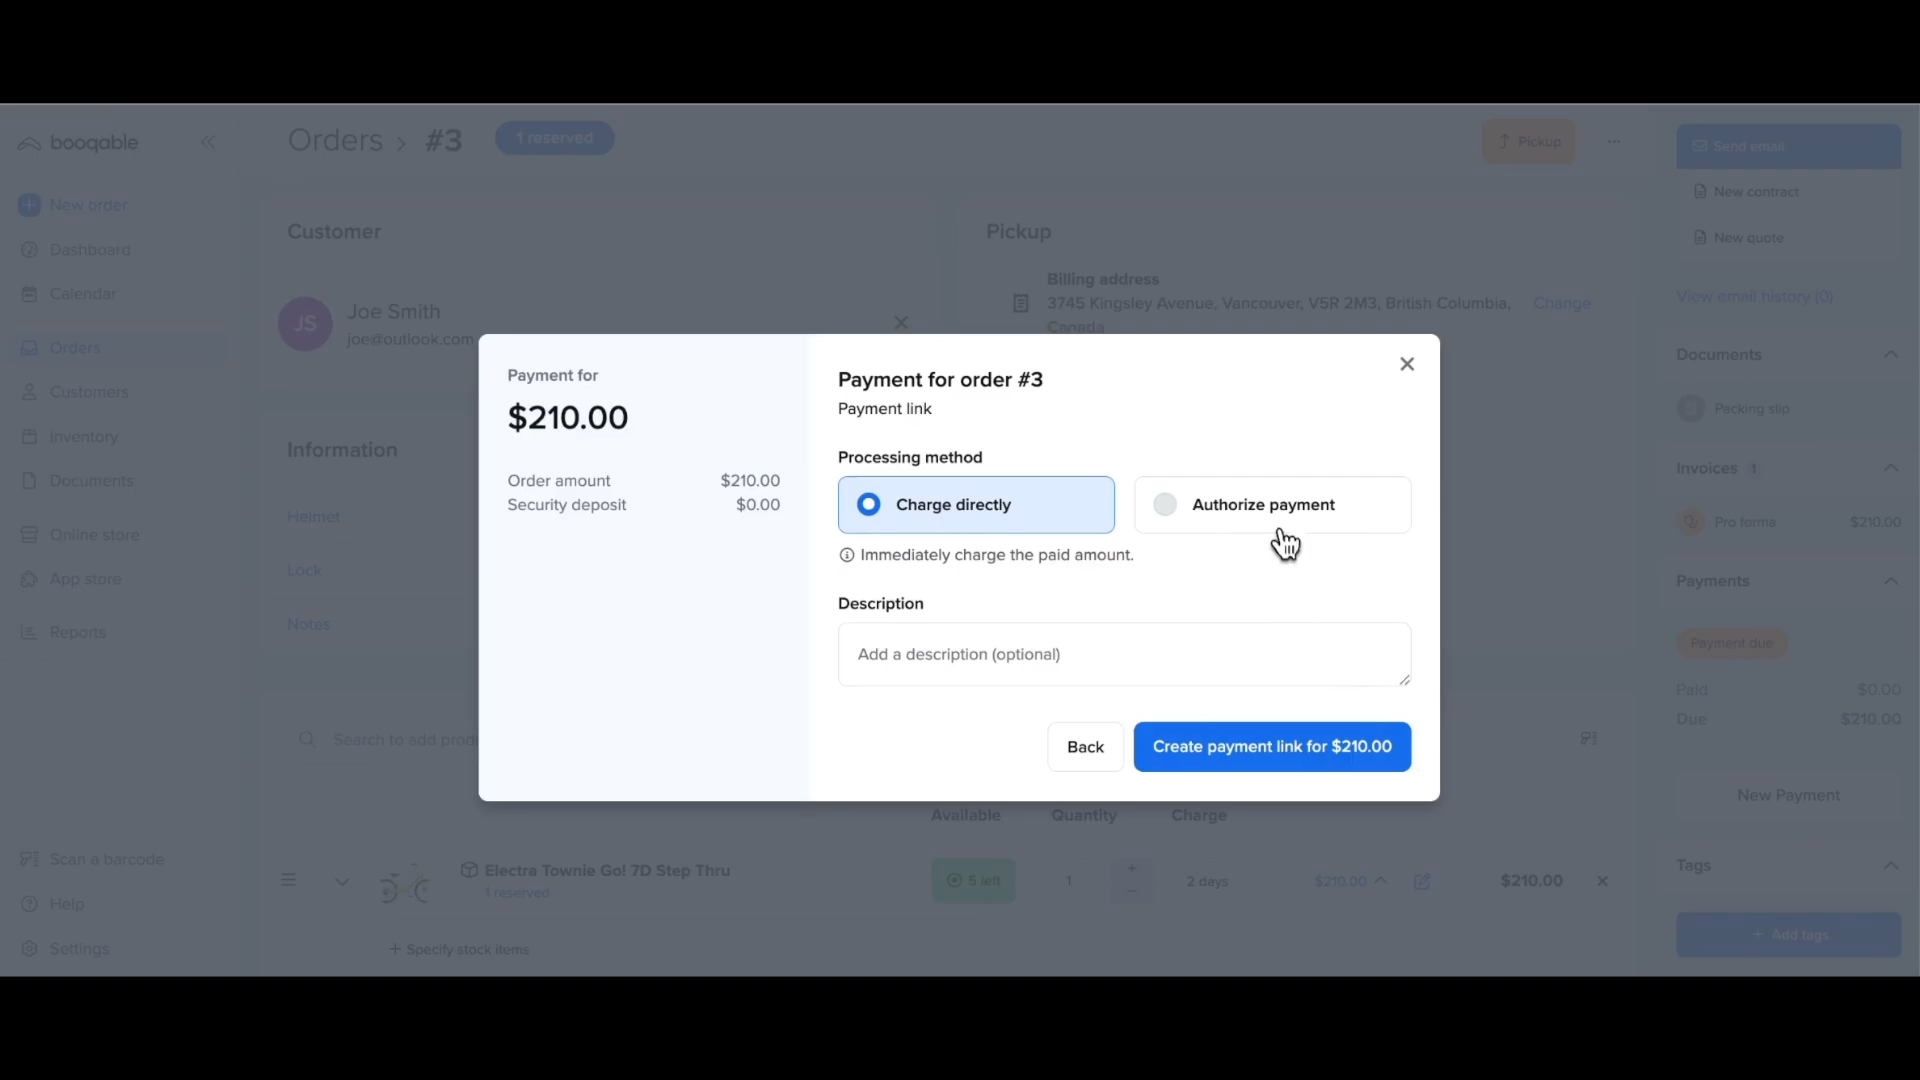 booqable
Orders › #3
1 reserved
Pickup
Send email
New contract
New quote
View email history (0)
New order
Dashboard
Calendar
Orders
Customers
Inventory
Documents
Online store
App store
Reports
Scan a barcode
Help
Settings
Customer
JS
Joe Smith
joe@outlook.com
Pickup
Billing address
3745 Kingsley Avenue, Vancouver, V5R 2M3, British Columbia,
Canada
Change
Information
Helmet
Lock
Notes
Search to add prod
Payment for
$210.00
Order amount $210.00
Security deposit $0.00
Payment for order #3
Payment link
Processing method
Charge directly
Authorize payment
Immediately charge the paid amount.
Description
Add a description (optional)
Back
Create payment link for $210.00
Available Quantity Charge
Electra Townie Go! 7D Step Thru
1 reserved
5 left
1
+
−
2 days
$210.00
$210.00
+ Specify stock items
Documents
Packing slip
Invoices 1
Pro forma $210.00
Payments
Payment due
Paid $0.00
Due $210.00
New Payment
Tags
+ Add tags